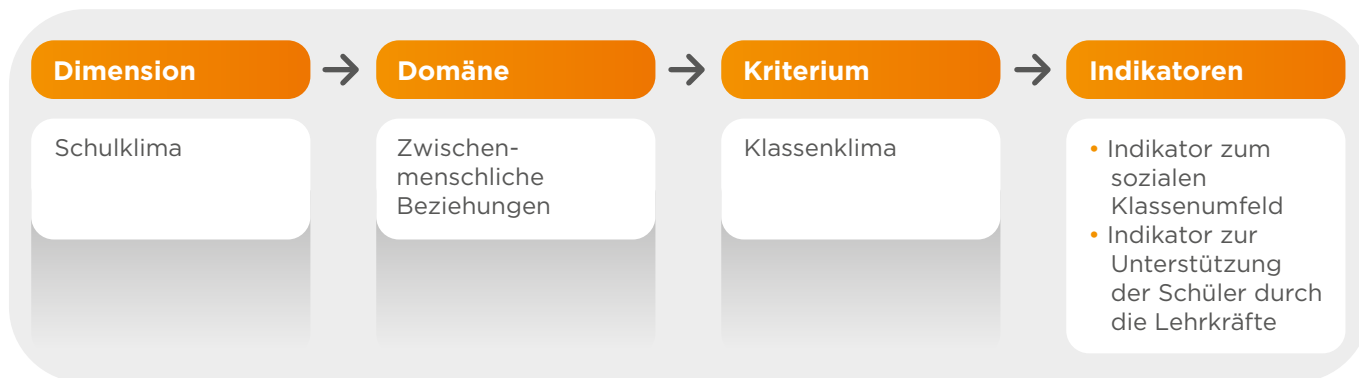 Dimension
Domäne
Kriterium
Indikatoren
Schulklima
Zwischen-
menschliche
Beziehungen
Klassenklima
• Indikator zum
sozialen
Klassenumfeld
• Indikator zur
Unterstützung
der Schüler durch
die Lehrkräfte